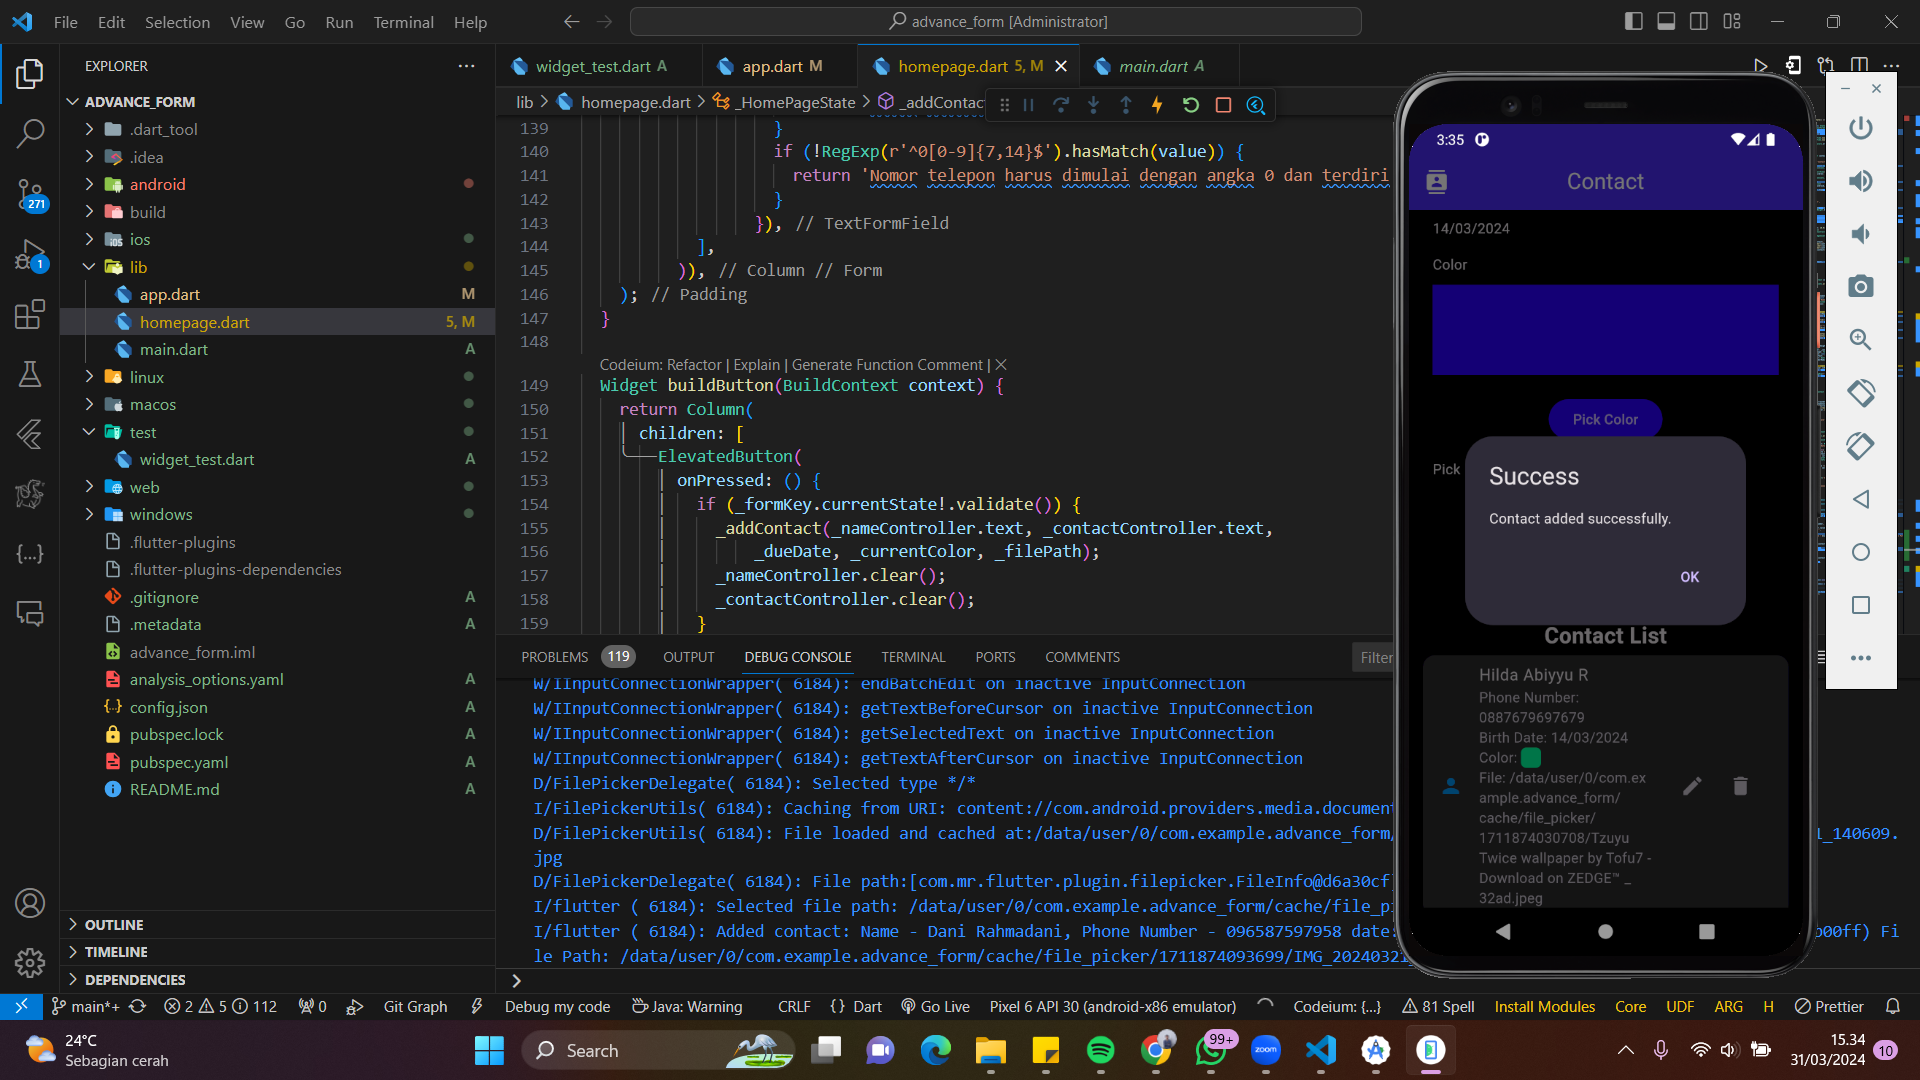 File Edit Selection View Go Run Terminal Help
advance_form [Administrator]
EXPLORER
ADVANCE_FORM
.dart_tool
.idea
android
build
ios
lib
app.dart M
homepage.dart 5, M
main.dart A
linux
macos
test
widget_test.dart A
web
windows
.flutter-plugins
.flutter-plugins-dependencies
.gitignore A
.metadata A
advance_form.iml
analysis_options.yaml A
config.json A
pubspec.lock A
pubspec.yaml A
README.md A
OUTLINE
TIMELINE
DEPENDENCIES
271
1
widget_test.dart A
app.dart M
homepage.dart 5, M
main.dart A
lib > homepage.dart > _HomePageState > _addContac
139 }
140 if (!RegExp(r'^0[0-9]{7,14}$').hasMatch(value)) {
141 return 'Nomor telepon harus dimulai dengan angka 0 dan terdiri
142 }
143 }), // TextFormField
144 ],
145 )), // Column // Form
146 ); // Padding
147 }
148
Codeium: Refactor | Explain | Generate Function Comment | X
149 Widget buildButton(BuildContext context) {
150 return Column(
151 children: [
152 ElevatedButton(
153 onPressed: () {
154 if (_formKey.currentState!.validate()) {
155 _addContact(_nameController.text, _contactController.text,
156 _dueDate, _currentColor, _filePath);
157 _nameController.clear();
158 _contactController.clear();
159 }
PROBLEMS 119 OUTPUT DEBUG CONSOLE TERMINAL PORTS COMMENTS
Filter
W/IInputConnectionWrapper( 6184): endBatchEdit on inactive InputConnection
W/IInputConnectionWrapper( 6184): getTextBeforeCursor on inactive InputConnection
W/IInputConnectionWrapper( 6184): getSelectedText on inactive InputConnection
W/IInputConnectionWrapper( 6184): getTextAfterCursor on inactive InputConnection
D/FilePickerDelegate( 6184): Selected type */*
I/FilePickerUtils( 6184): Caching from URI: content://com.android.providers.media.document
D/FilePickerUtils( 6184): File loaded and cached at:/data/user/0/com.example.advance_form/ 1_140609.
jpg
D/FilePickerDelegate( 6184): File path:[com.mr.flutter.plugin.filepicker.FileInfo@d6a30cf]
I/flutter ( 6184): Selected file path: /data/user/0/com.example.advance_form/cache/file_pi
I/flutter ( 6184): Added contact: Name - Dani Rahmadani, Phone Number - 096587597958 date: b00ff) Fi
le Path: /data/user/0/com.example.advance_form/cache/file_picker/1711874093699/IMG_20240321_
3:35
Contact
14/03/2024
Color
Pick Color
Pick
Success
Contact added successfully.
OK
Contact List
Hilda Abiyyu R
Phone Number:
0887679697679
Birth Date: 14/03/2024
Color:
File: /data/user/0/com.ex
ample.advance_form/
cache/file_picker/
1711874030708/Tzuyu
Twice wallpaper by Tofu7 -
Download on ZEDGE™ _
32ad.jpeg
main*+ 2 5 112 0 Git Graph Debug my code Java: Warning CRLF {} Dart Go Live Pixel 6 API 30 (android-x86 emulator) Codeium: {...} 81 Spell Install Modules Core UDF ARG H Prettier
24°C
Sebagian cerah
Search
99+
zoom
15.34
31/03/2024
10